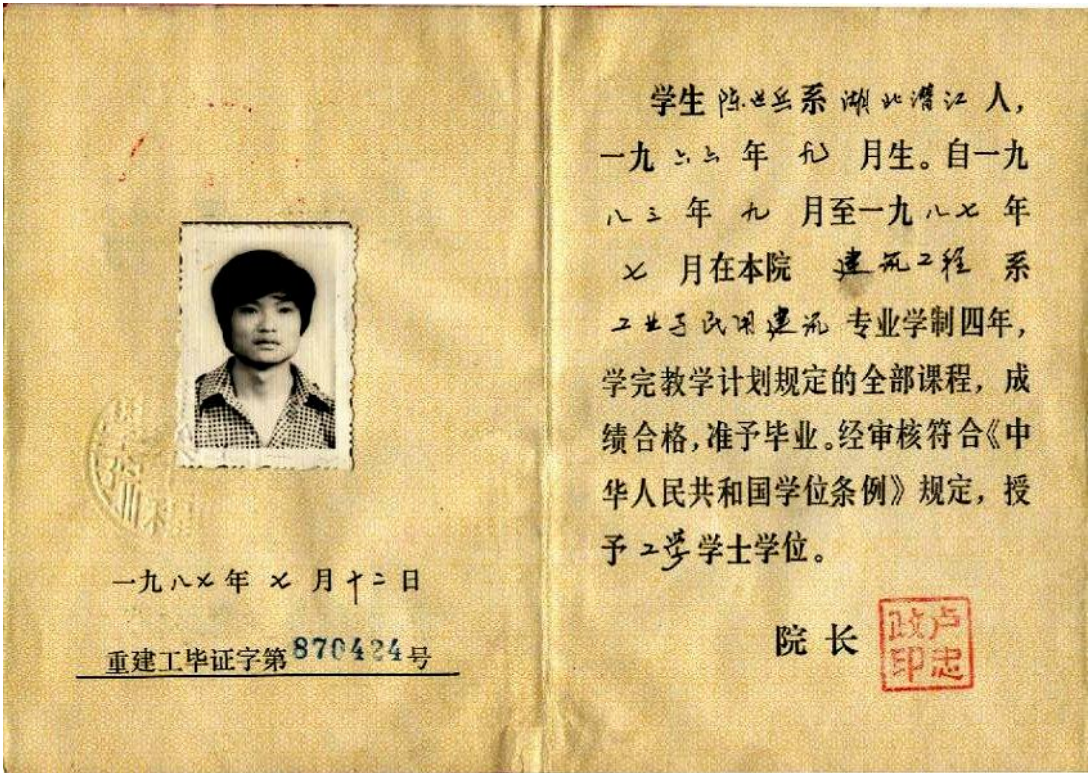 一九八七年七月十二日
重建工毕证字第870424号
学生陈世岳系湖北潜江人，
一九六六年九月生。自一九
八三年九月至一九八七年
七月在本院 建筑工程 系
工业与民用建筑专业学制四年，
学完教学计划规定的全部课程，成
绩合格，准予毕业。经审核符合《中
华人民共和国学位条例》规定，授
予工学学士学位。
院长
卢忠政印